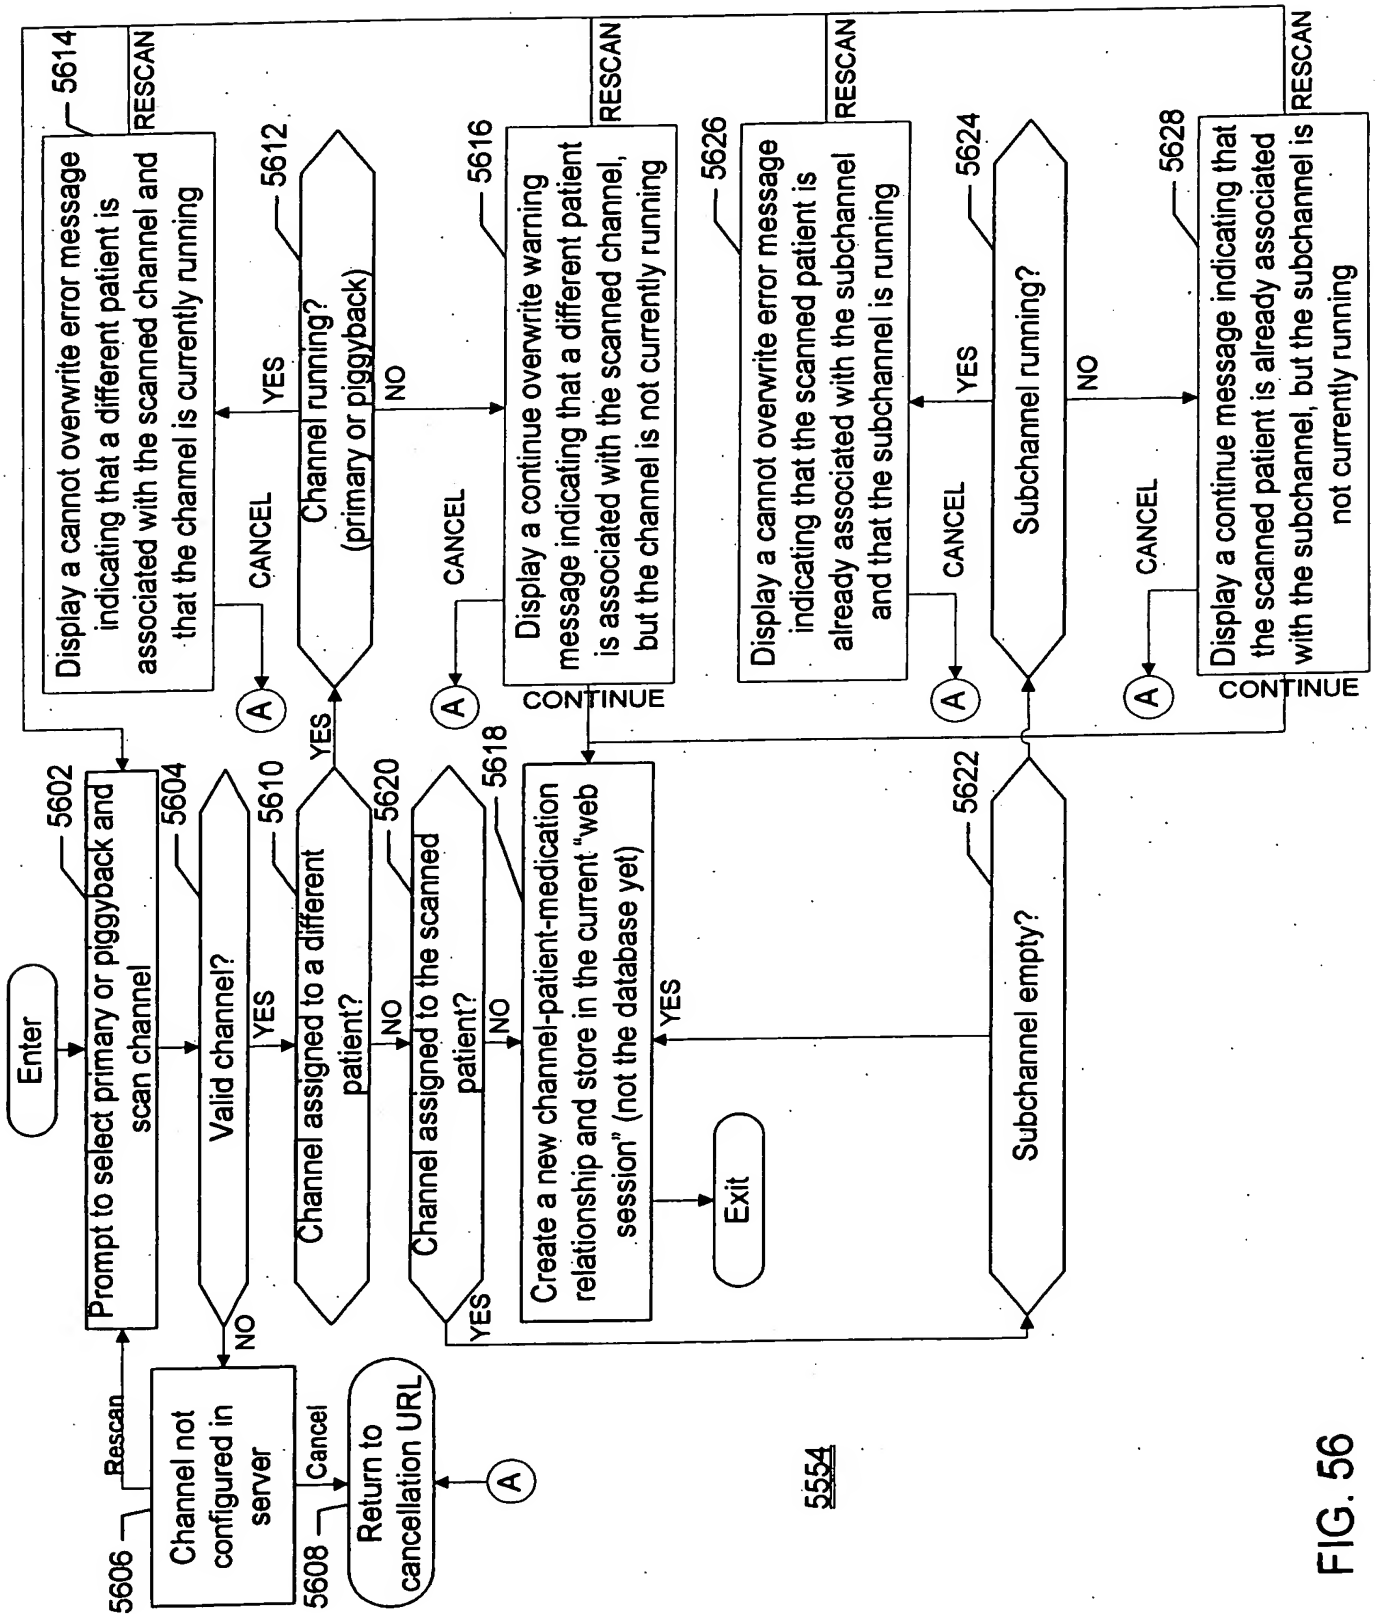 Enter
5602
Prompt to select primary or piggyback and
scan channel
5604
Valid channel?
YES
NO
Rescan
5606
Channel not
configured in
server
Cancel
5608
Return to
cancellation URL
A
5610
Channel assigned to a different
patient?
YES
NO
5620
Channel assigned to the scanned
patient?
NO
YES
5618
Create a new channel-patient-medication
relationship and store in the current "web
session" (not the database yet)
YES
Exit
5622
Subchannel empty?
5614
Display a cannot overwrite error message
indicating that a different patient is
associated with the scanned channel and
that the channel is currently running
RESCAN
CANCEL
A
YES
5612
Channel running?
(primary or piggyback)
NO
CANCEL
A
5616
Display a continue overwrite warning
message indicating that a different patient
is associated with the scanned channel,
but the channel is not currently running
RESCAN
CONTINUE
5626
Display a cannot overwrite error message
indicating that the scanned patient is
already associated with the subchannel
and that the subchannel is running
RESCAN
CANCEL
A
YES
5624
Subchannel running?
NO
CANCEL
A
5628
Display a continue message indicating that
the scanned patient is already associated
with the subchannel, but the subchannel is
not currently running
RESCAN
CONTINUE
5554
FIG. 56